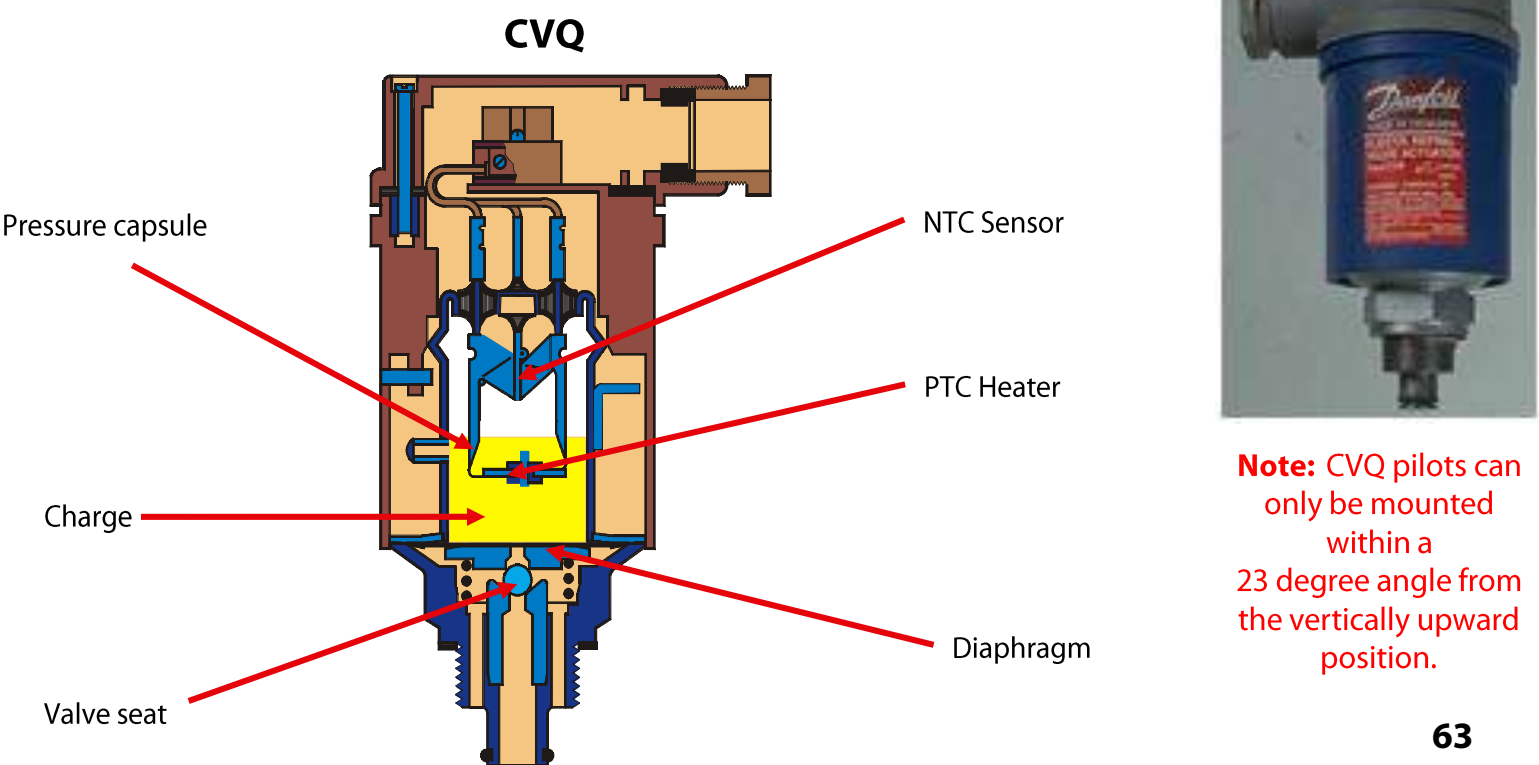 CVQ
Pressure capsule
NTC Sensor
PTC Heater
Charge
Diaphragm
Valve seat
Danfoss
Note: CVQ pilots can
only be mounted
within a
23 degree angle from
the vertically upward
position.
63